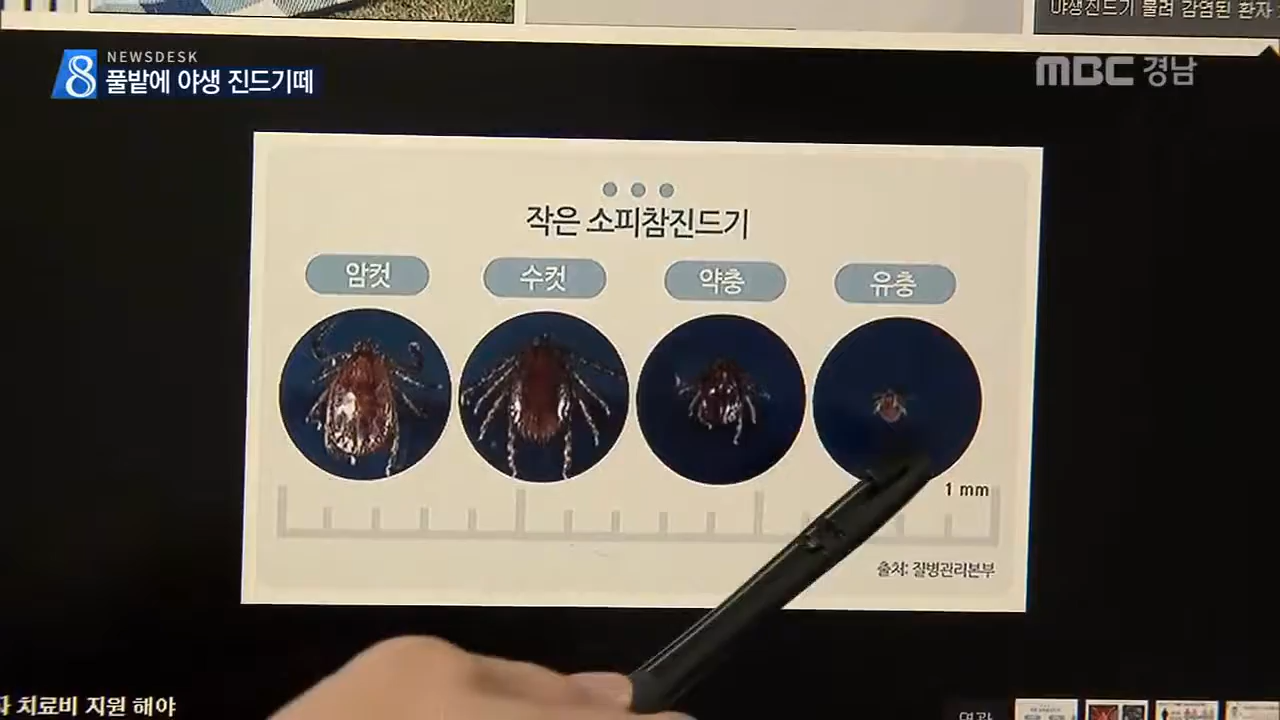 야생진드기 물려 감염된 환자
8 NEWSDESK
풀밭에 야생 진드기떼
MBC 경남
작은 소피참진드기
암컷 수컷 약충 유충
1 mm
출처: 질병관리본부
치료비 지원 해야